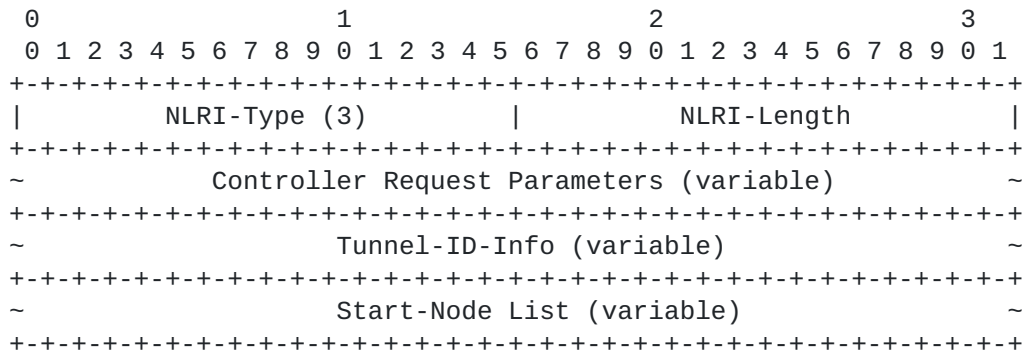 0                   1                   2                   3
 0 1 2 3 4 5 6 7 8 9 0 1 2 3 4 5 6 7 8 9 0 1 2 3 4 5 6 7 8 9 0 1
+-+-+-+-+-+-+-+-+-+-+-+-+-+-+-+-+-+-+-+-+-+-+-+-+-+-+-+-+-+-+-+-+
|         NLRI-Type (3)         |          NLRI-Length          |
+-+-+-+-+-+-+-+-+-+-+-+-+-+-+-+-+-+-+-+-+-+-+-+-+-+-+-+-+-+-+-+-+
~            Controller Request Parameters (variable)           ~
+-+-+-+-+-+-+-+-+-+-+-+-+-+-+-+-+-+-+-+-+-+-+-+-+-+-+-+-+-+-+-+-+
~                    Tunnel-ID-Info (variable)                  ~
+-+-+-+-+-+-+-+-+-+-+-+-+-+-+-+-+-+-+-+-+-+-+-+-+-+-+-+-+-+-+-+-+
~                    Start-Node List (variable)                 ~
+-+-+-+-+-+-+-+-+-+-+-+-+-+-+-+-+-+-+-+-+-+-+-+-+-+-+-+-+-+-+-+-+